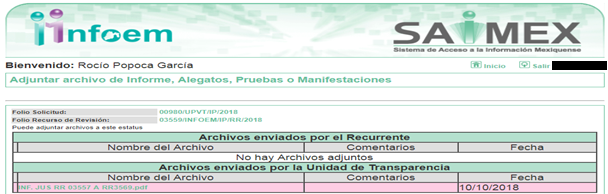 infoem
SAIMEX
Sistema de Acceso a la Información Mexiquense
Bienvenido: Rocío Popoca García
Inicio Salir
Adjuntar archivo de Informe, Alegatos, Pruebas o Manifestaciones
Folio Solicitud: 00980/UPVT/IP/2018
Folio Recurso de Revisión: 03559/INFOEM/IP/RR/2018
Puede adjuntar archivos a este estatus
Archivos enviados por el Recurrente
Nombre del Archivo Comentarios Fecha
No hay Archivos adjuntos
Archivos enviados por la Unidad de Transparencia
Nombre del Archivo Comentarios Fecha
INF. JUS RR 03557 A RR3569.pdf 10/10/2018